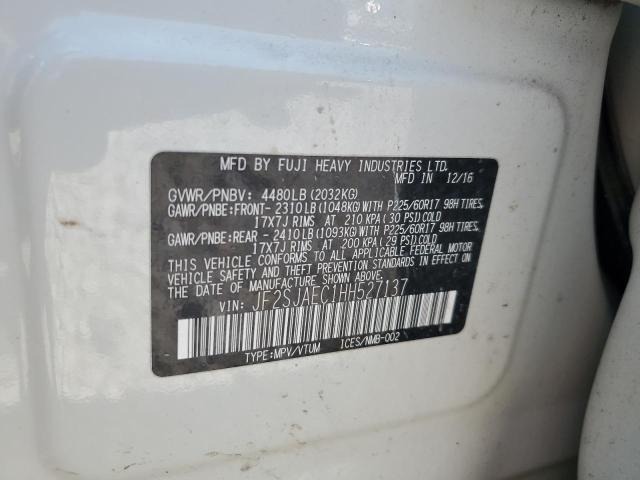 MFD BY FUJI HEAVY INDUSTRIES LTD.
MFD IN 12/16
GVWR/PNBV: 4480LB (2032KG)
GAWR/PNBE:FRONT- 2310LB (1048KG) WITH P225/60R17 98H TIRES,
17X7J RIMS AT 210 KPA ( 30 PSI) COLD
GAWR/PNBE:REAR - 2410LB (1093KG) WITH P225/60R17 98H TIRES,
17X7J RIMS AT 200 KPA ( 29 PSI) COLD
THIS VEHICLE CONFORMS TO ALL APPLICABLE FEDERAL MOTOR
VEHICLE SAFETY AND THEFT PREVENTION STANDARDS IN EFFECT
ON THE DATE OF MANUFACTURE SHOWN ABOVE.
VIN: JF2SJAEC1HH527137
TYPE:MPV/VTUM ICES/NMB-002